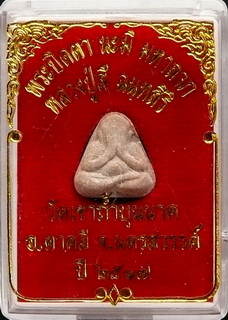 พระปิดตา เนะมิ มหาลาภ
หลวงปู่สี ฉนฺทสิริ
วัดเขาถ้ำบุญนาค
อ.ตาคลี จ.นครสวรรค์
ปี ๒๕๑๗